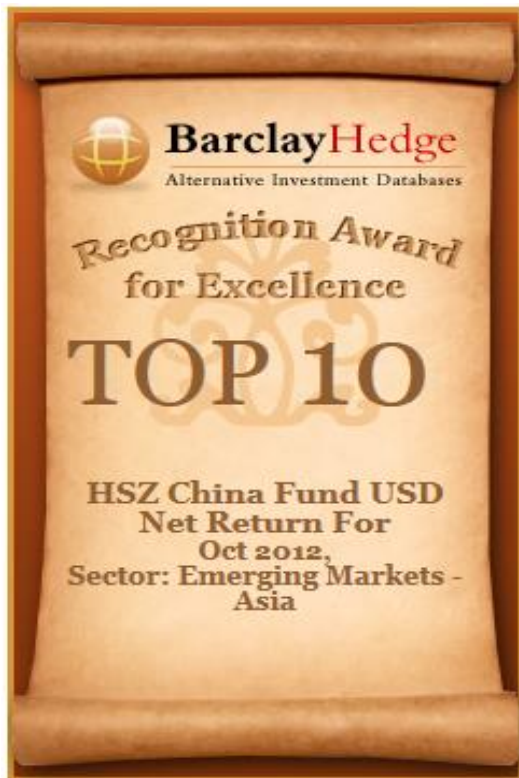 BarclayHedge
Alternative Investment Databases
Recognition Award
for Excellence
TOP 10
HSZ China Fund USD
Net Return For
Oct 2012,
Sector: Emerging Markets -
Asia